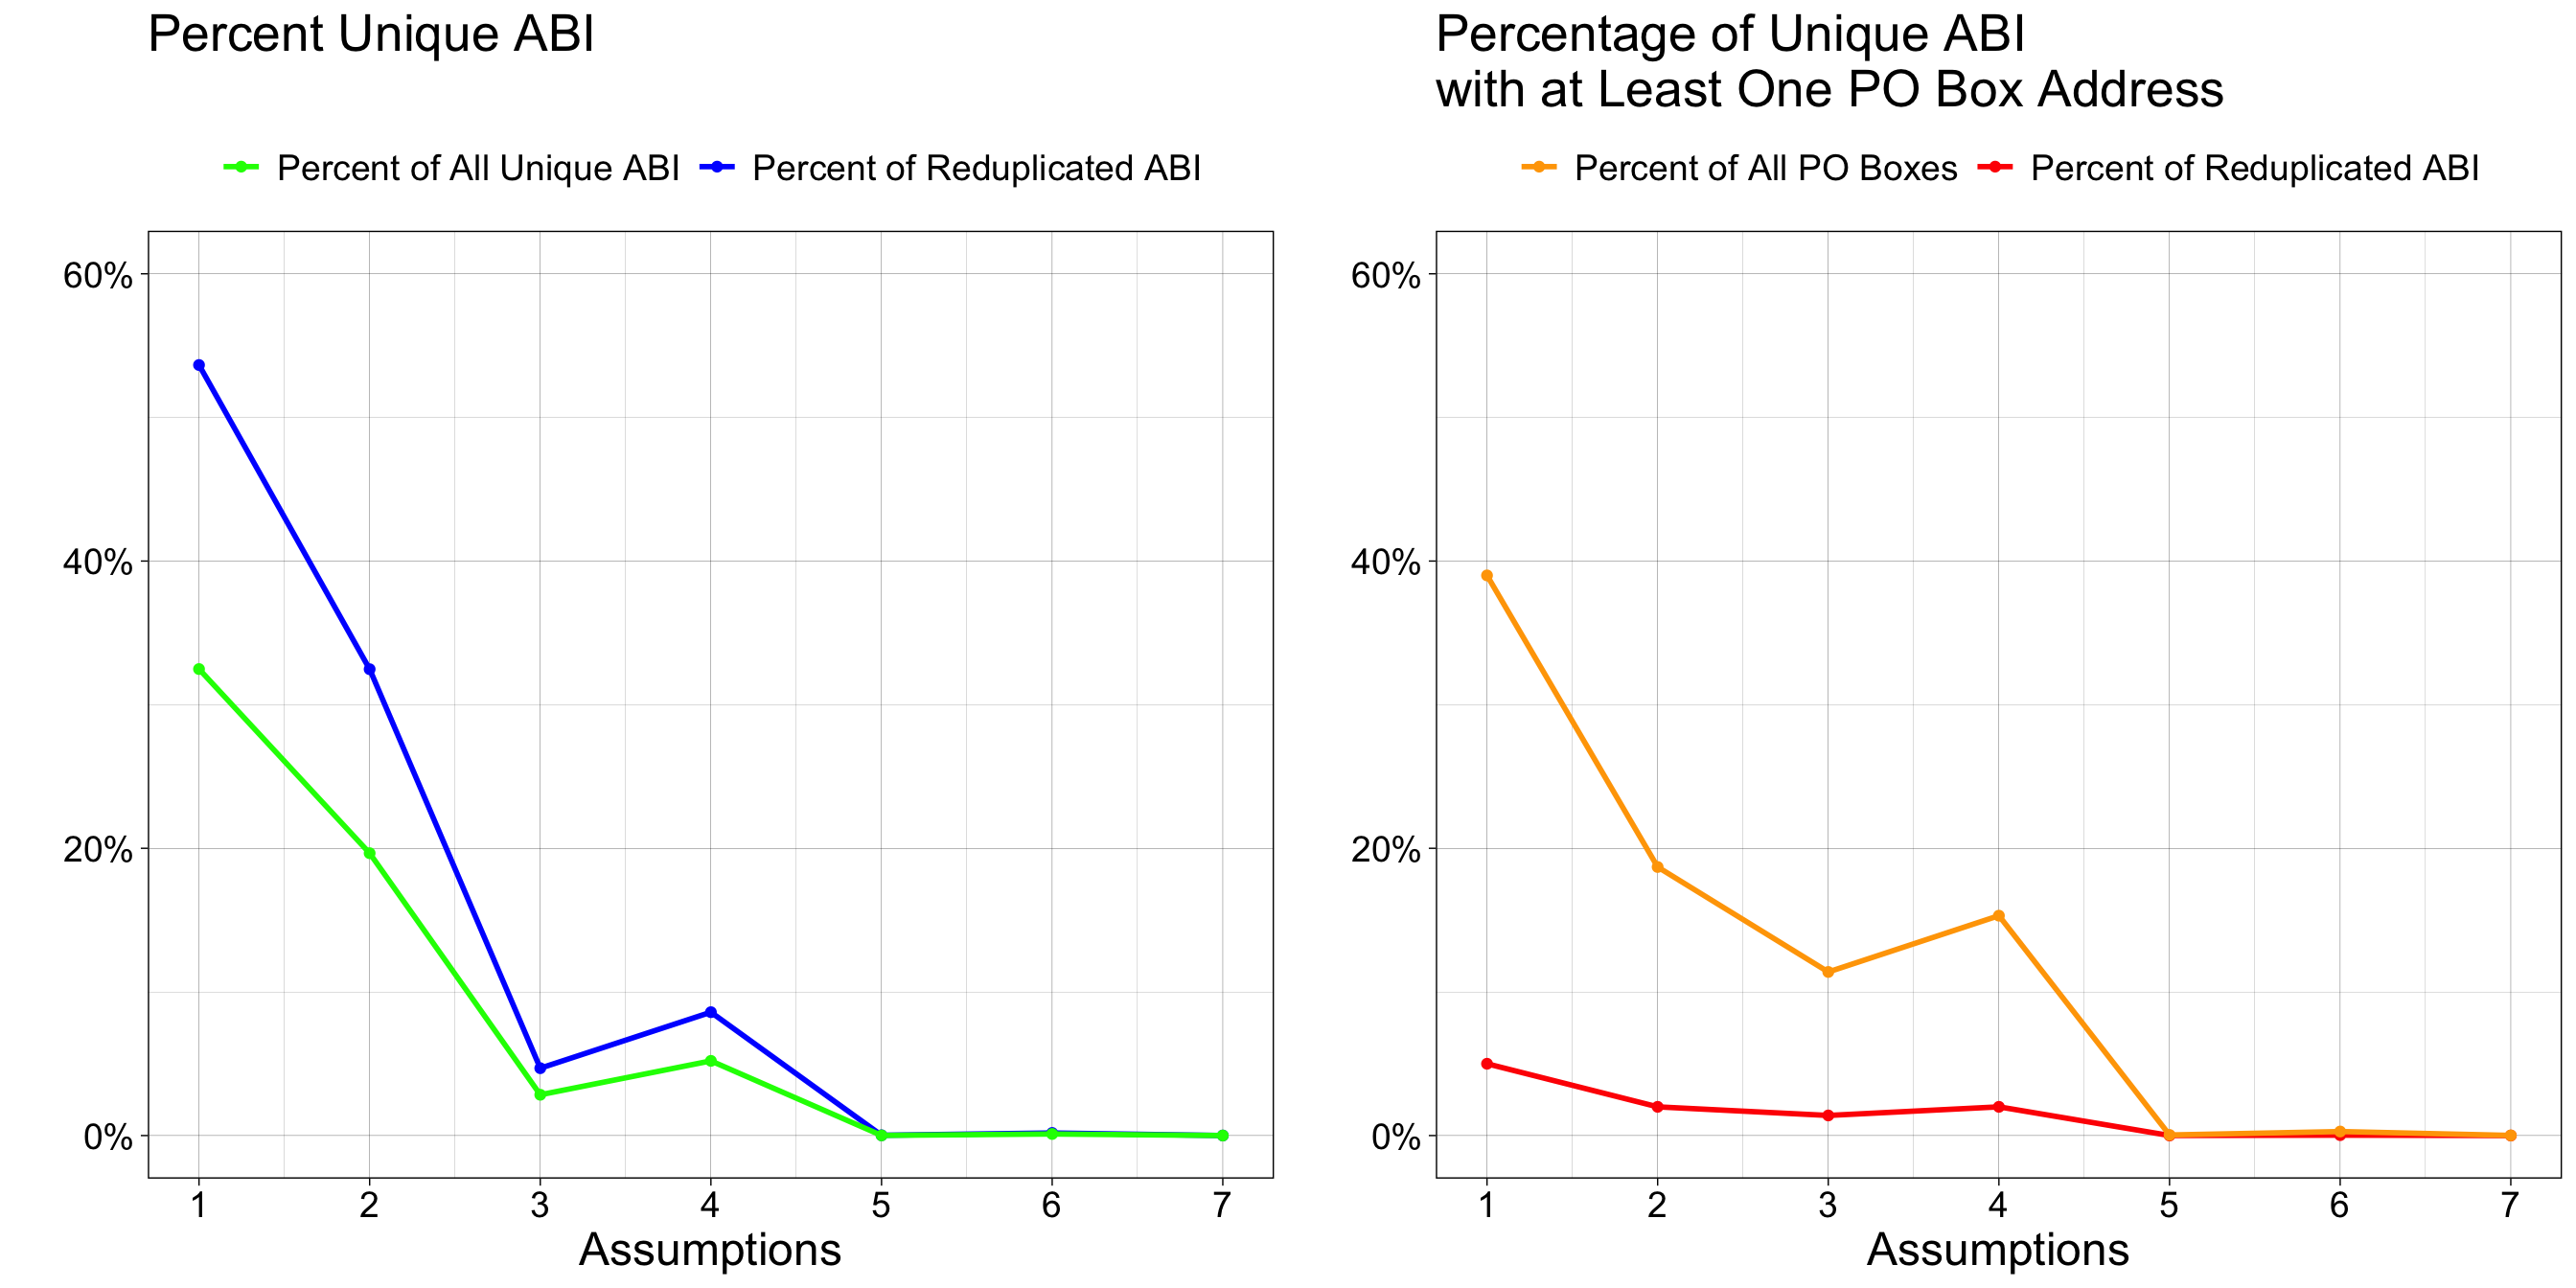 Percent Unique ABI
Percent of All Unique ABI Percent of Reduplicated ABI
60%
40%
20%
0%
1 2 3 4 5 6 7
Assumptions
Percentage of Unique ABI
with at Least One PO Box Address
Percent of All PO Boxes Percent of Reduplicated ABI
60%
40%
20%
0%
1 2 3 4 5 6 7
Assumptions